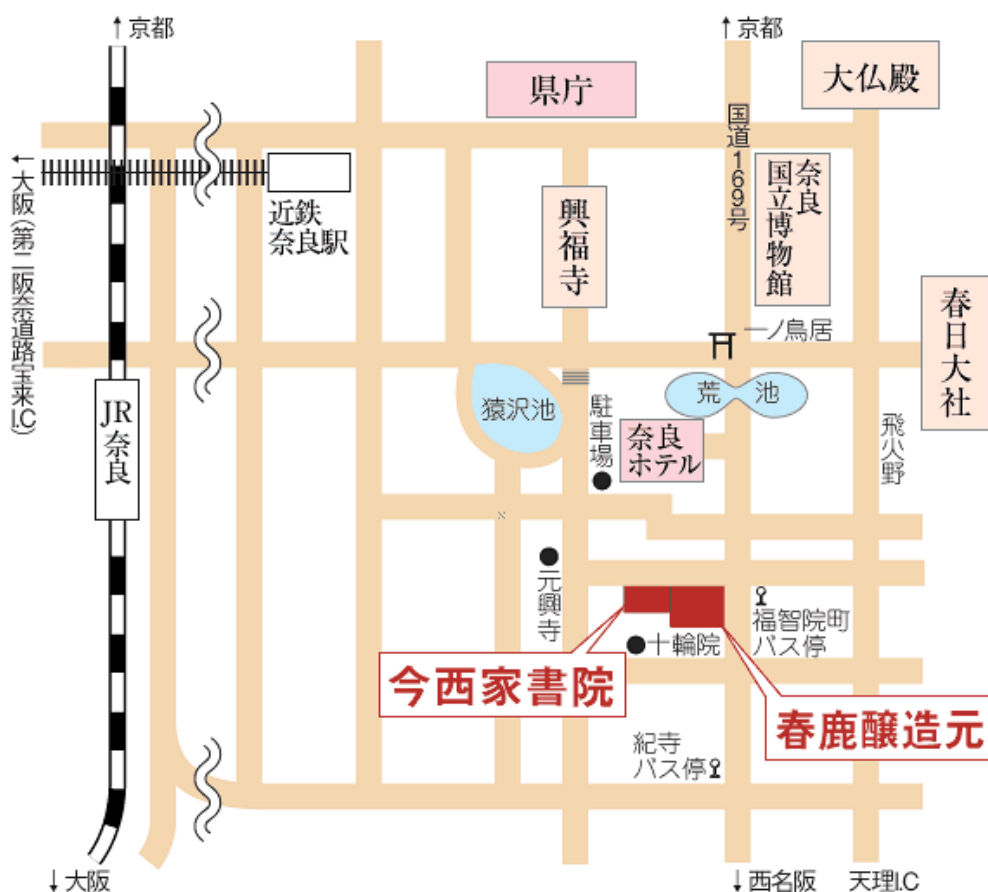 ↑京都
↑京都
県庁
大仏殿
国道169号
←大阪(第二阪奈道路宝来I.C)
近鉄
奈良駅
興福寺
奈良
国立博物館
春日大社
一ノ鳥居
JR奈良
猿沢池
駐車場
荒池
奈良
ホテル
飛火野
元興寺
福智院町
バス停
十輪院
今西家書院
春鹿醸造元
紀寺
バス停
↓大阪
↓西名阪
天理I.C